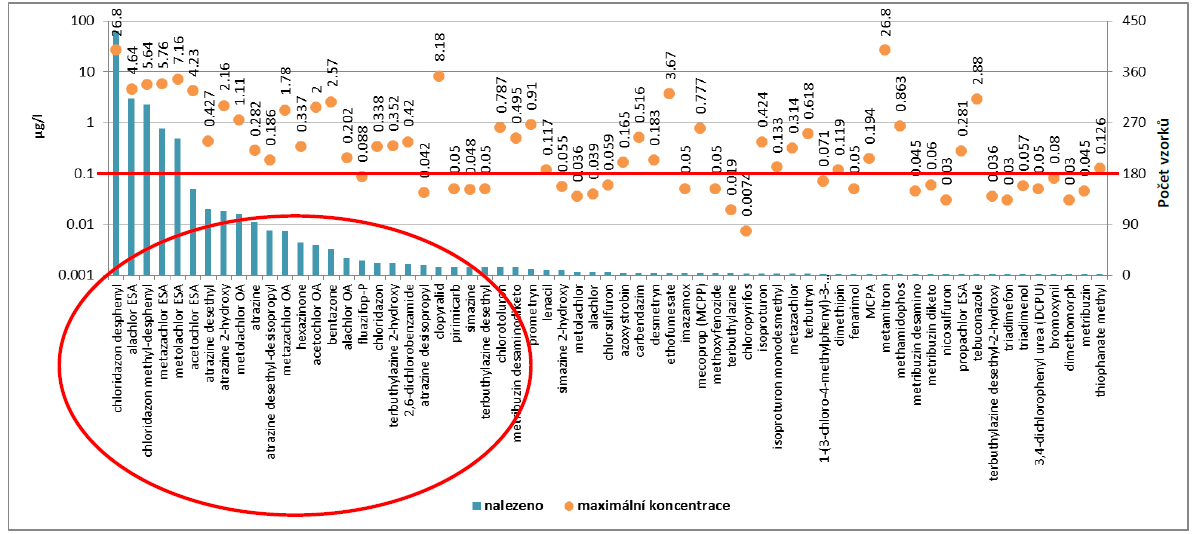 100
10
1
0.1
0.01
0.001
µg/l
450
360
270
180
90
0
Počet vzorků
26.8
4.64
5.64
5.76
7.16
4.23
0.427
2.16
1.11
0.282
0.186
1.78
0.337
2
2.57
0.202
0.088
0.338
0.352
0.42
0.042
8.18
0.05
0.048
0.05
0.787
0.495
0.91
0.117
0.055
0.036
0.039
0.059
0.165
0.516
0.183
3.67
0.05
0.777
0.05
0.019
0.0074
0.424
0.133
0.314
0.618
0.071
0.119
0.05
0.194
26.8
0.863
0.045
0.06
0.03
0.281
2.88
0.036
0.03
0.057
0.05
0.08
0.03
0.045
0.126
chloridazon desphenyl
alachlor ESA
chloridazon methyl-desphenyl
metazachlor ESA
metolachlor ESA
acetochlor ESA
atrazine desethyl
atrazine 2-hydroxy
metolachlor OA
atrazine
atrazine desethyl-desisopropyl
metazachlor OA
hexazinone
acetochlor OA
bentazone
alachlor OA
fluazifop-P
chloridazon
terbuthylazine 2-hydroxy
2,6-dichlorobenzamide
atrazine desisopropyl
clopyralid
pirimicarb
simazine
terbuthylazine desethyl
chlorotoluron
metribuzin desaminodiketo
prometryn
lenacil
simazine 2-hydroxy
metolachlor
alachlor
chlorsulfuron
azoxystrobin
carbendazim
desmetryn
ethofumesate
imazamox
mecoprop (MCPP)
methoxyfenozide
terbuthylazine
chlorpyrifos
isoproturon
isoproturon monodesmethyl
metazachlor
terbutryn
1-(3-chloro-4-methylphenyl)-3...
dimethipin
fenarimol
MCPA
metamitron
methamidophos
metribuzin desamino
metribuzin diketo
nicosulfuron
propachlor ESA
tebuconazole
terbuthylazine desethyl-2-hydroxy
triadimefon
triadimenol
3,4-dichlorophenyl urea (DCPU)
bromoxynil
dimethomorph
metribuzin
thiophanate methyl
nalezeno
maximální koncentrace